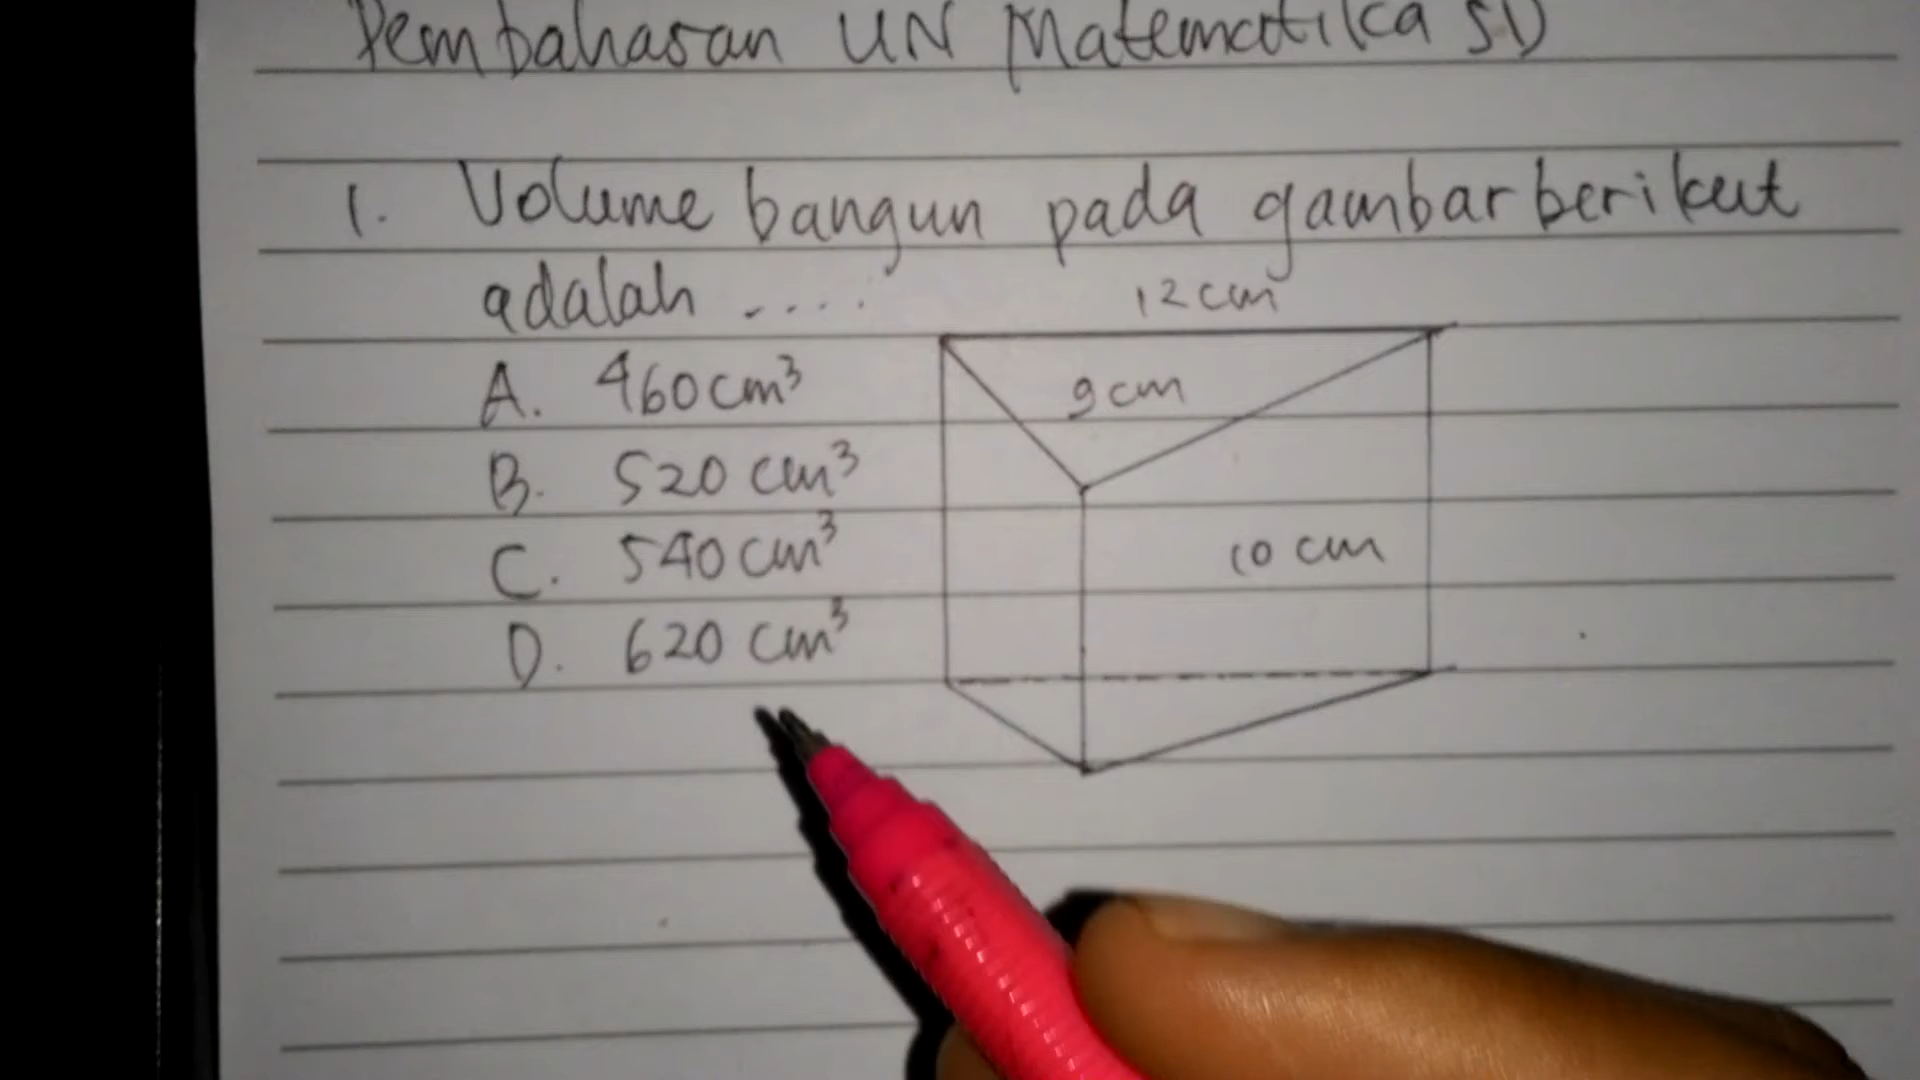 Pembahasan UN Matematika SD
1. Volume bangun pada gambar berikut
adalah ....
12 cm
A. 460 cm³
9 cm
B. 520 cm³
C. 540 cm³
10 cm
D. 620 cm³